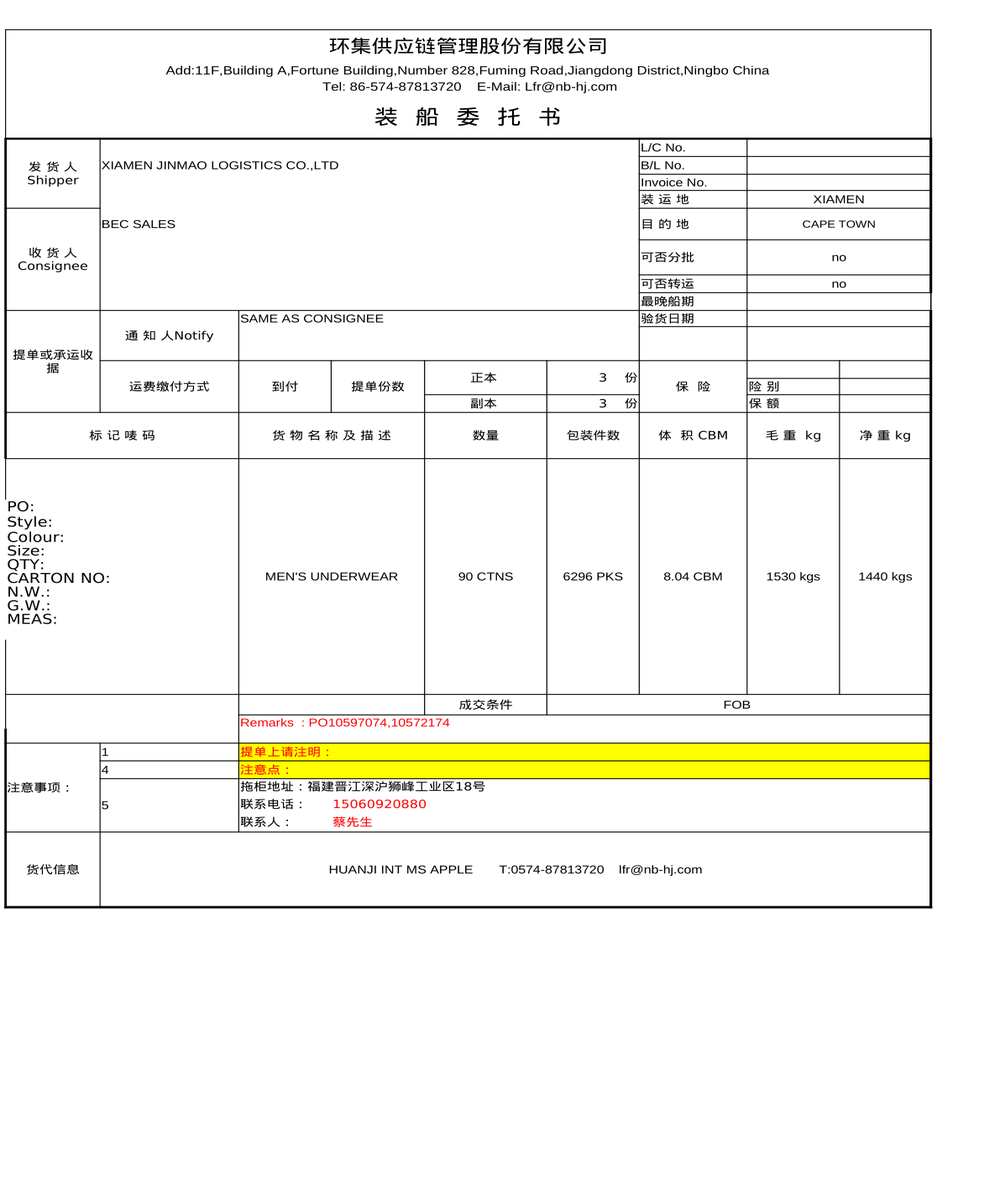 环集供应链管理股份有限公司
Add:11F,Building A,Fortune Building,Number 828,Fuming Road,Jiangdong District,Ningbo China
Tel: 86-574-87813720 E-Mail: Lfr@nb-hj.com
装 船 委 托 书
发 货 人
Shipper
XIAMEN JINMAO LOGISTICS CO.,LTD
L/C No.
B/L No.
Invoice No.
装 运 地 XIAMEN
收 货 人
Consignee
BEC SALES
目 的 地 CAPE TOWN
可否分批 no
可否转运 no
最晚船期
提单或承运收
据
通 知 人Notify
SAME AS CONSIGNEE
验货日期
运费缴付方式 到付 提单份数
正本 3 份
副本 3 份
保 险
险 别
保 额
标 记 唛 码 货 物 名 称 及 描 述 数量 包装件数 体 积 CBM 毛 重 kg 净 重 kg
PO:
Style:
Colour:
Size:
QTY:
CARTON NO:
N.W.:
G.W.:
MEAS:
MEN'S UNDERWEAR 90 CTNS 6296 PKS 8.04 CBM 1530 kgs 1440 kgs
成交条件 FOB
Remarks : PO10597074,10572174
注意事项：
1 提单上请注明：
4 注意点：
5
拖柜地址：福建晋江深沪狮峰工业区18号
联系电话： 15060920880
联系人： 蔡先生
货代信息 HUANJI INT MS APPLE T:0574-87813720 lfr@nb-hj.com